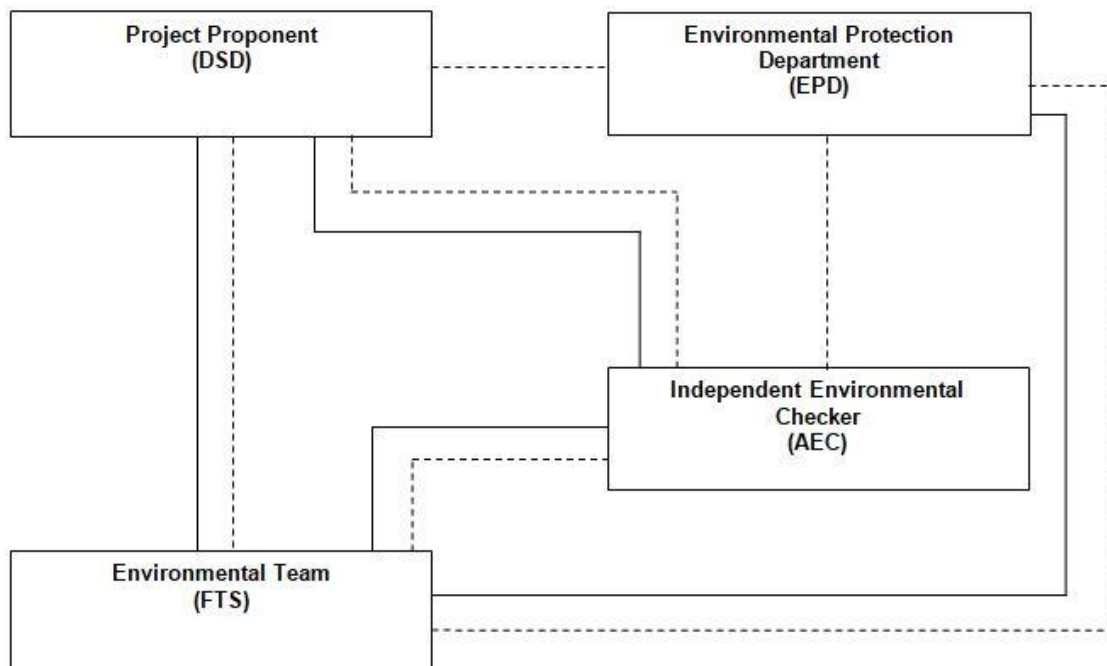 Project Proponent
(DSD)
Environmental Protection
Department
(EPD)
Independent Environmental
Checker
(AEC)
Environmental Team
(FTS)